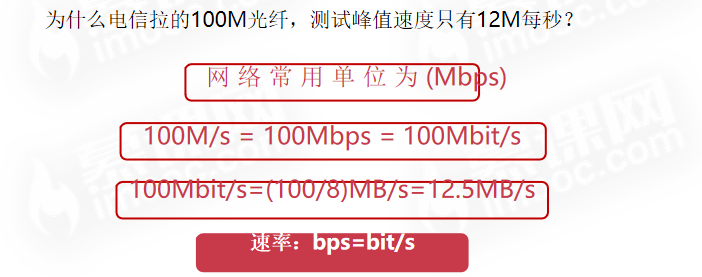 为什么电信拉的100M光纤，测试峰值速度只有12M每秒？
网络常用单位为(Mbps)
100M/s = 100Mbps = 100Mbit/s
100Mbit/s=(100/8)MB/s=12.5MB/s
速率：bps=bit/s